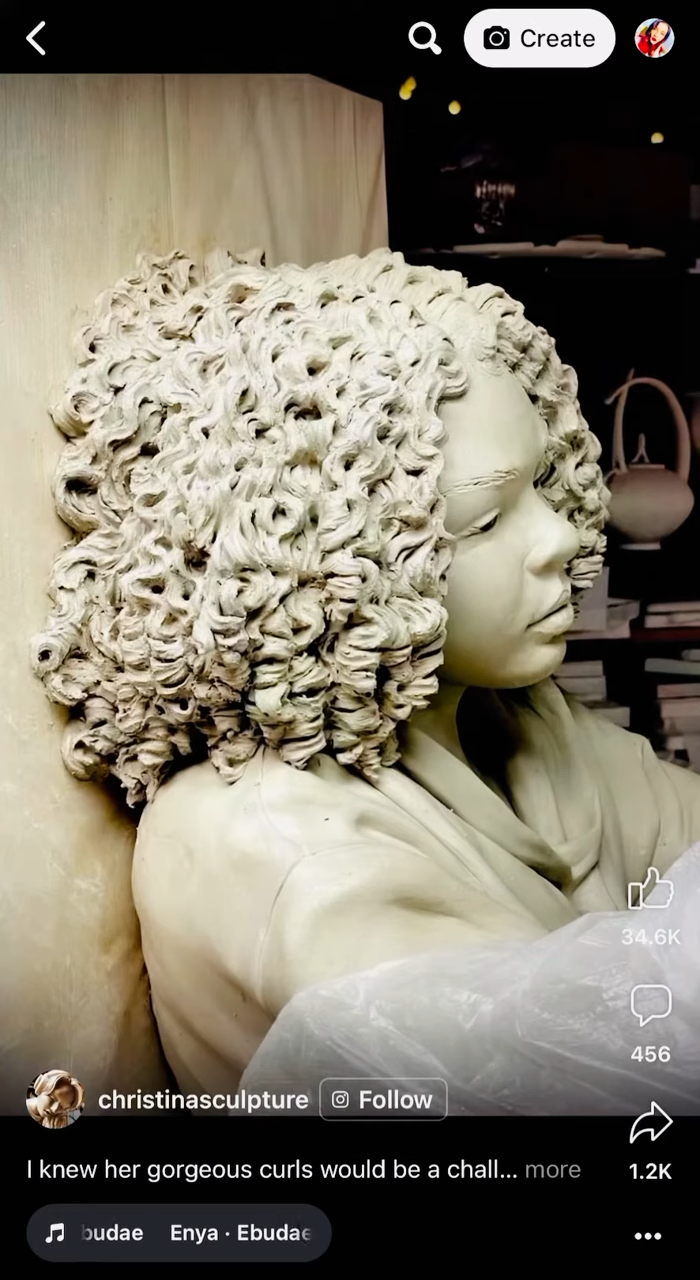 Create
34.6K
456
christinasculpture Follow
I knew her gorgeous curls would be a chall... more
1.2K
budae Enya · Ebudae